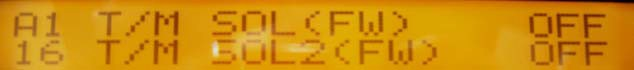 A1 T/M SOL(FW) OFF
16 T/M SOL2(FW) OFF